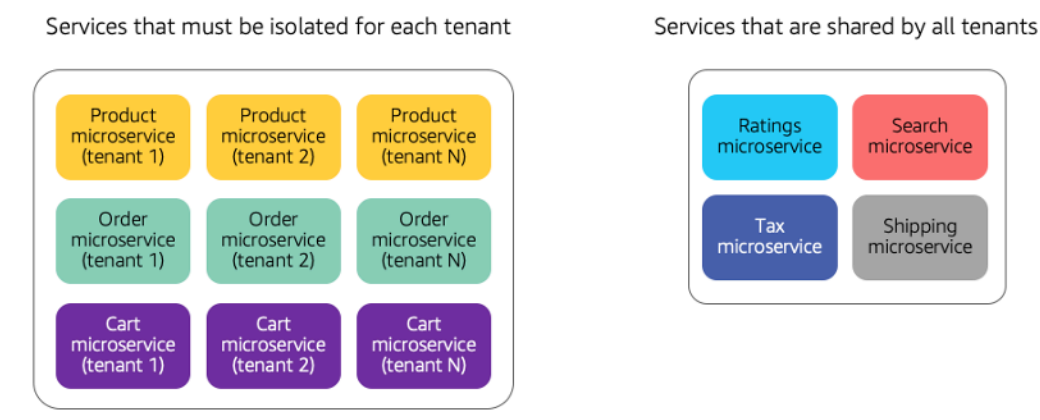 Services that must be isolated for each tenant
Services that are shared by all tenants
Product
microservice
(tenant 1)
Product
microservice
(tenant 2)
Product
microservice
(tenant N)
Order
microservice
(tenant 1)
Order
microservice
(tenant 2)
Order
microservice
(tenant N)
Cart
microservice
(tenant 1)
Cart
microservice
(tenant 2)
Cart
microservice
(tenant N)
Ratings
microservice
Search
microservice
Tax
microservice
Shipping
microservice